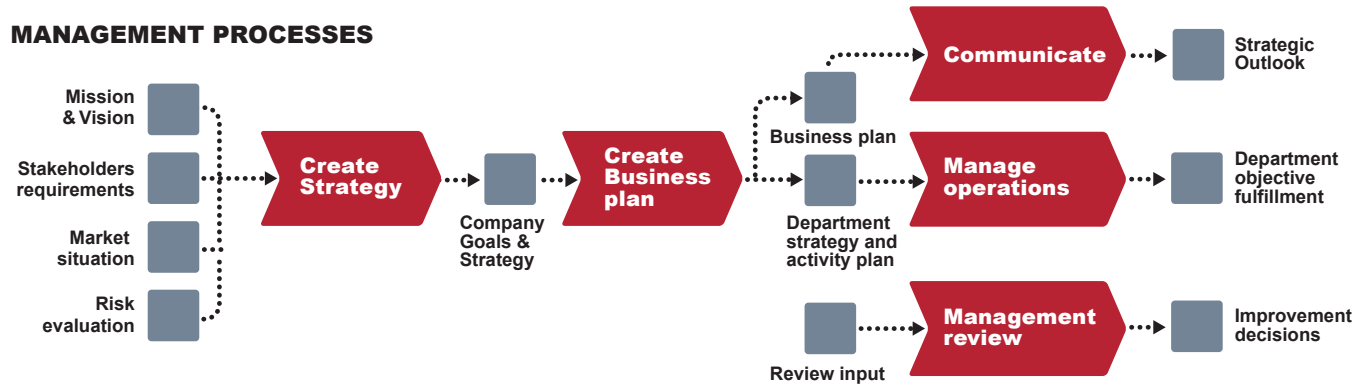 MANAGEMENT PROCESSES
Mission
& Vision
Stakeholders
requirements
Market
situation
Risk
evaluation
Create
Strategy
Company
Goals &
Strategy
Create
Business
plan
Business plan
Department
strategy and
activity plan
Review input
Communicate
Manage
operations
Management
review
Strategic
Outlook
Department
objective
fulfillment
Improvement
decisions